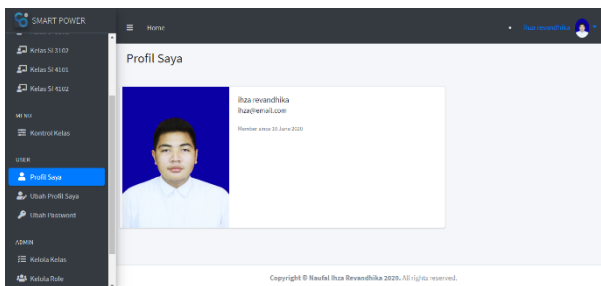 SMART POWER
Home
ihza revandhika
Kelas SI 3102
Kelas SI 4101
Kelas SI 4102
MENU
Kontrol Kelas
USER
Profil Saya
Ubah Profil Saya
Ubah Password
ADMIN
Kelola Kelas
Kelola Role
Profil Saya
ihza revandhika
ihza@email.com
Member since 18 June 2020
Copyright © Naufal Ihza Revandhika 2020. All rights reserved.